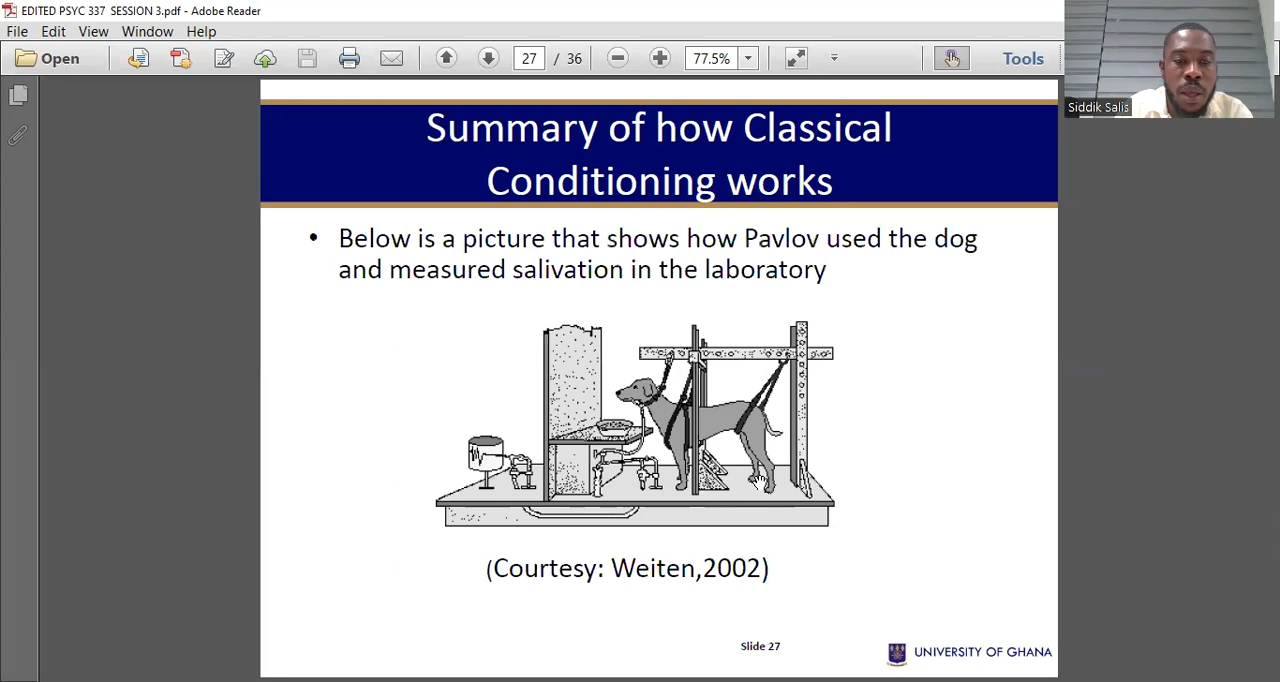 EDITED PSYC 337 SESSION 3.pdf - Adobe Reader
File Edit View Window Help
Open 27 / 36 77.5% Tools
Siddik Salis
Summary of how Classical
Conditioning works
• Below is a picture that shows how Pavlov used the dog
and measured salivation in the laboratory
(Courtesy: Weiten,2002)
Slide 27
UNIVERSITY OF GHANA